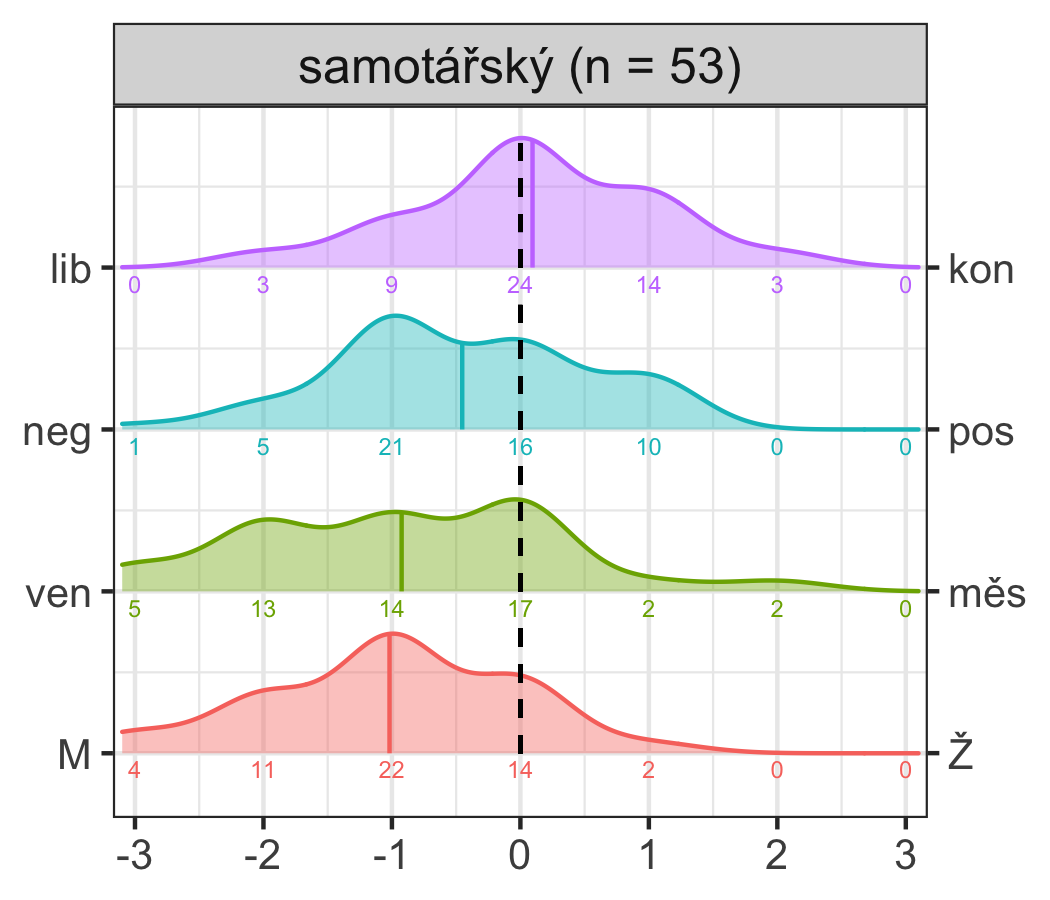 samotářský (n = 53)
lib kon
0 3 9 24 14 3 0
neg pos
1 5 21 16 10 0 0
ven měs
5 13 14 17 2 2 0
M Ž
4 11 22 14 2 0 0
-3 -2 -1 0 1 2 3